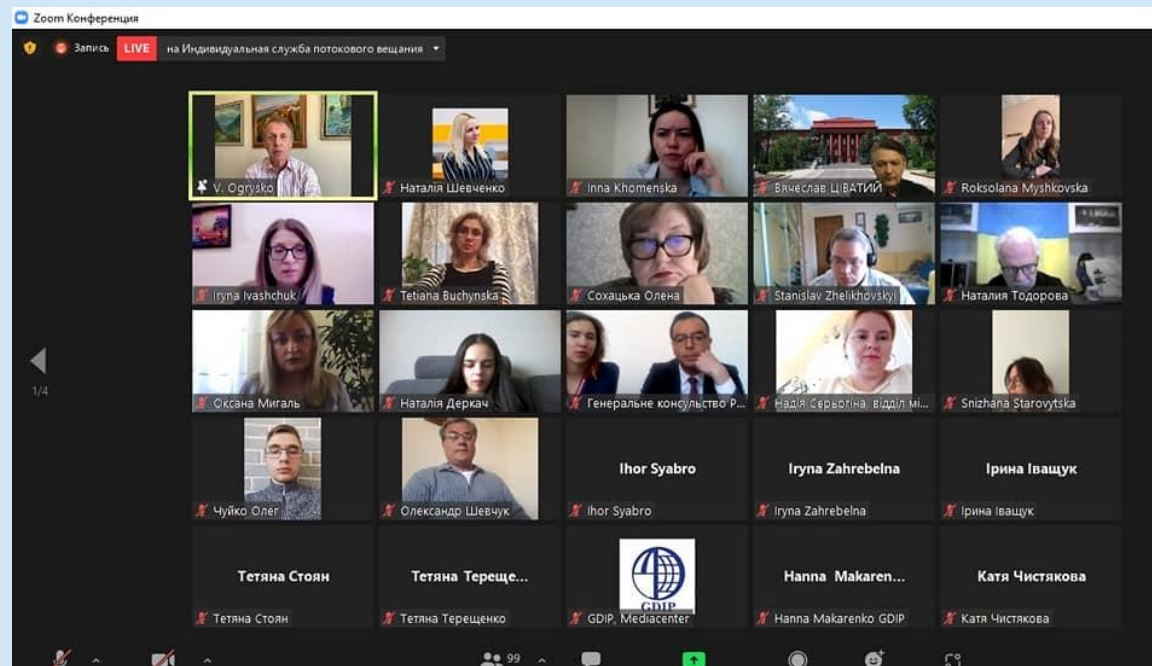 Zoom Конференция
Запись LIVE на Индивидуальная служба потокового вещания
V. Ogrysko
Наталія Шевченко
Inna Khomenska
Вячеслав ЦІВАТИЙ
Roksolana Myshkovska
Iryna Ivashchuk
Tetiana Buchynska
Сохацька Олена
Stanislav Zhelikhovskyi
Наталия Тодорова
1/4
Оксана Мигаль
Наталія Деркач
Генеральне консульство Р...
Надія Серьогіна, відділ мі...
Snizhana Starovytska
Чуйко Олег
Олександр Шевчук
Ihor Syabro
Ihor Syabro
Iryna Zahrebelna
Iryna Zahrebelna
Ірина Іващук
Ірина Іващук
Тетяна Стоян
Тетяна Стоян
Тетяна Тереще...
Тетяна Терещенко
GDIP
GDIP, Mediacenter
Hanna Makaren...
Hanna Makarenko GDIP
Катя Чистякова
Катя Чистякова
99